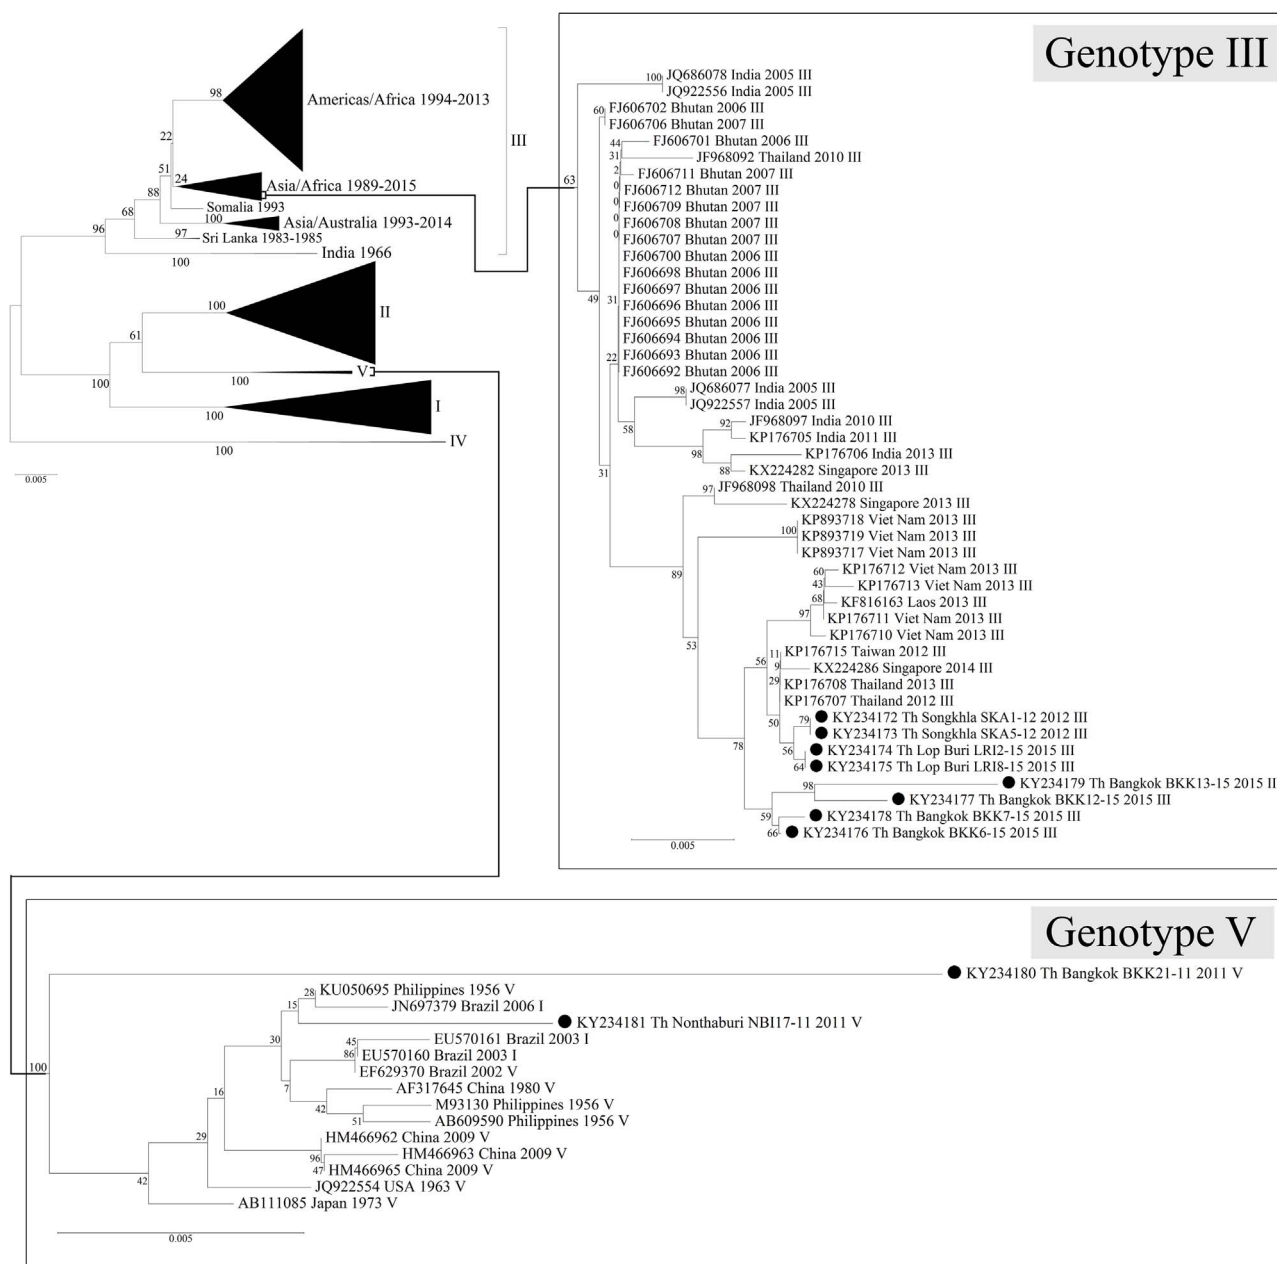 Genotype III
98
Americas/Africa 1994-2013
22
III
51
24
Asia/Africa 1989-2015
88
Somalia 1993
100
Asia/Australia 1993-2014
68
97
Sri Lanka 1983-1985
96
India 1966
100
100
II
61
V
100
100
I
100
IV
100
0.005
63
100
JQ686078 India 2005 III
JQ922556 India 2005 III
60
FJ606702 Bhutan 2006 III
FJ606706 Bhutan 2007 III
44
FJ606701 Bhutan 2006 III
31
JF968092 Thailand 2010 III
2
FJ606711 Bhutan 2007 III
0
FJ606712 Bhutan 2007 III
0
FJ606709 Bhutan 2007 III
0
FJ606708 Bhutan 2007 III
0
FJ606707 Bhutan 2007 III
FJ606700 Bhutan 2006 III
FJ606698 Bhutan 2006 III
FJ606697 Bhutan 2006 III
49
31
FJ606696 Bhutan 2006 III
FJ606695 Bhutan 2006 III
FJ606694 Bhutan 2006 III
22
FJ606693 Bhutan 2006 III
FJ606692 Bhutan 2006 III
98
JQ686077 India 2005 III
JQ922557 India 2005 III
58
92
JF968097 India 2010 III
KP176705 India 2011 III
98
KP176706 India 2013 III
88
KX224282 Singapore 2013 III
31
97
JF968098 Thailand 2010 III
KX224278 Singapore 2013 III
KP893718 Viet Nam 2013 III
100
KP893719 Viet Nam 2013 III
KP893717 Viet Nam 2013 III
89
60
KP176712 Viet Nam 2013 III
43
KP176713 Viet Nam 2013 III
68
KF816163 Laos 2013 III
97
KP176711 Viet Nam 2013 III
KP176710 Viet Nam 2013 III
53
56
11
KP176715 Taiwan 2012 III
9
KX224286 Singapore 2014 III
29
KP176708 Thailand 2013 III
KP176707 Thailand 2012 III
50
79
KY234172 Th Songkhla SKA1-12 2012 III
KY234173 Th Songkhla SKA5-12 2012 III
78
56
KY234174 Th Lop Buri LRI2-15 2015 III
64
KY234175 Th Lop Buri LRI8-15 2015 III
98
KY234179 Th Bangkok BKK13-15 2015 II
KY234177 Th Bangkok BKK12-15 2015 III
59
KY234178 Th Bangkok BKK7-15 2015 III
66
KY234176 Th Bangkok BKK6-15 2015 III
0.005
Genotype V
KY234180 Th Bangkok BKK21-11 2011 V
28
KU050695 Philippines 1956 V
15
JN697379 Brazil 2006 I
KY234181 Th Nonthaburi NBI17-11 2011 V
30
45
EU570161 Brazil 2003 I
86
EU570160 Brazil 2003 I
100
EF629370 Brazil 2002 V
7
AF317645 China 1980 V
16
42
M93130 Philippines 1956 V
51
AB609590 Philippines 1956 V
29
HM466962 China 2009 V
96
HM466963 China 2009 V
47
HM466965 China 2009 V
42
JQ922554 USA 1963 V
AB111085 Japan 1973 V
0.005